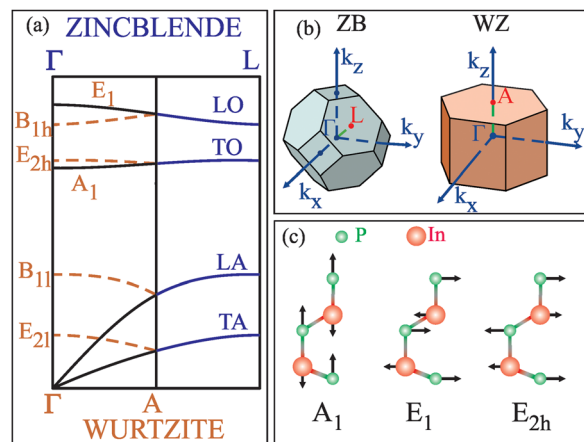 (a)
ZINCBLENDE
Γ L
E1
LO
B1h
E2h
TO
A1
B1l
LA
E2l
TA
Γ A
WURTZITE
(b) ZB WZ
kz
L
Γ
ky
kx
kz
A
Γ
ky
kx
(c) P In
A1 E1 E2h